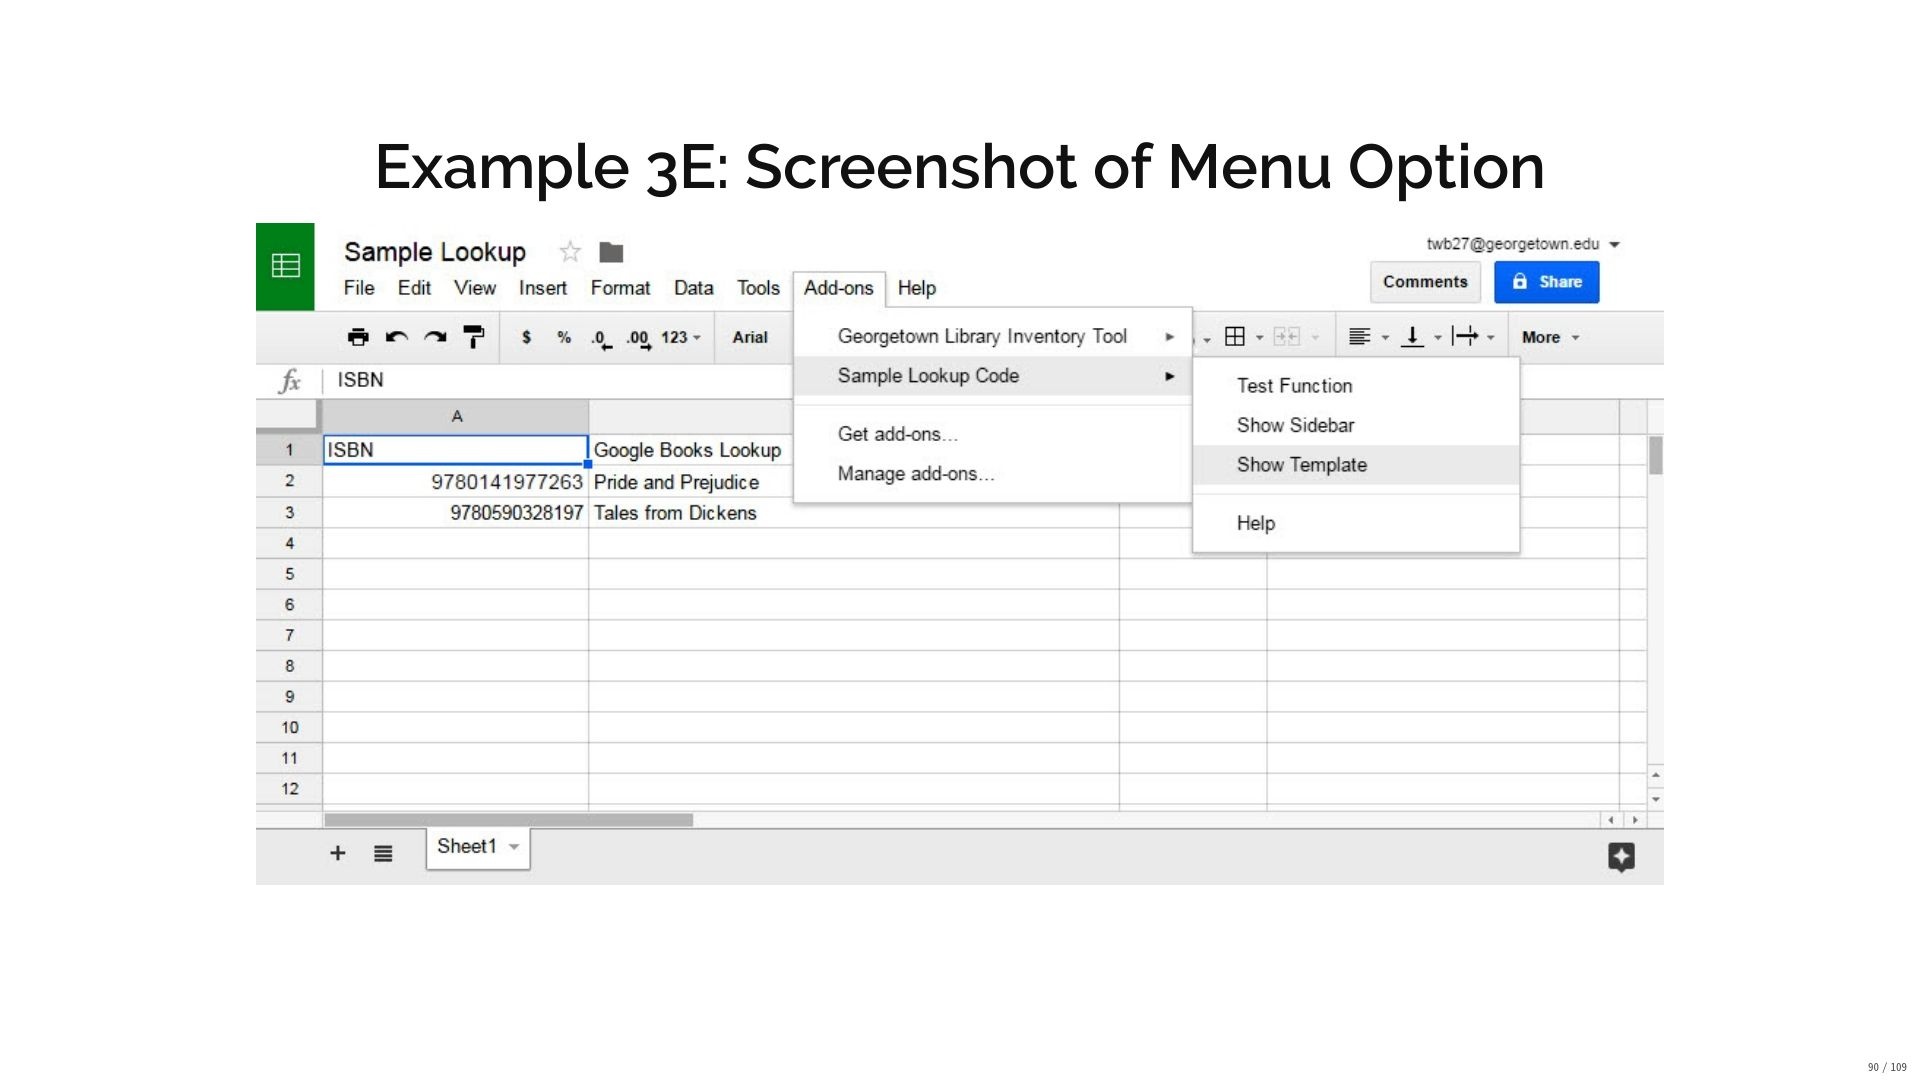 Example 3E: Screenshot of Menu Option
Sample Lookup
twb27@georgetown.edu
File Edit View Insert Format Data Tools Add-ons Help
Comments Share
$ % .0 .00 123 Arial More
Georgetown Library Inventory Tool
fx ISBN
Sample Lookup Code
Test Function
Show Sidebar
Show Template
Help
Get add-ons...
Manage add-ons...
A
1 ISBN Google Books Lookup
2 9780141977263 Pride and Prejudice
3 9780590328197 Tales from Dickens
4
5
6
7
8
9
10
11
12
Sheet1
90 / 109